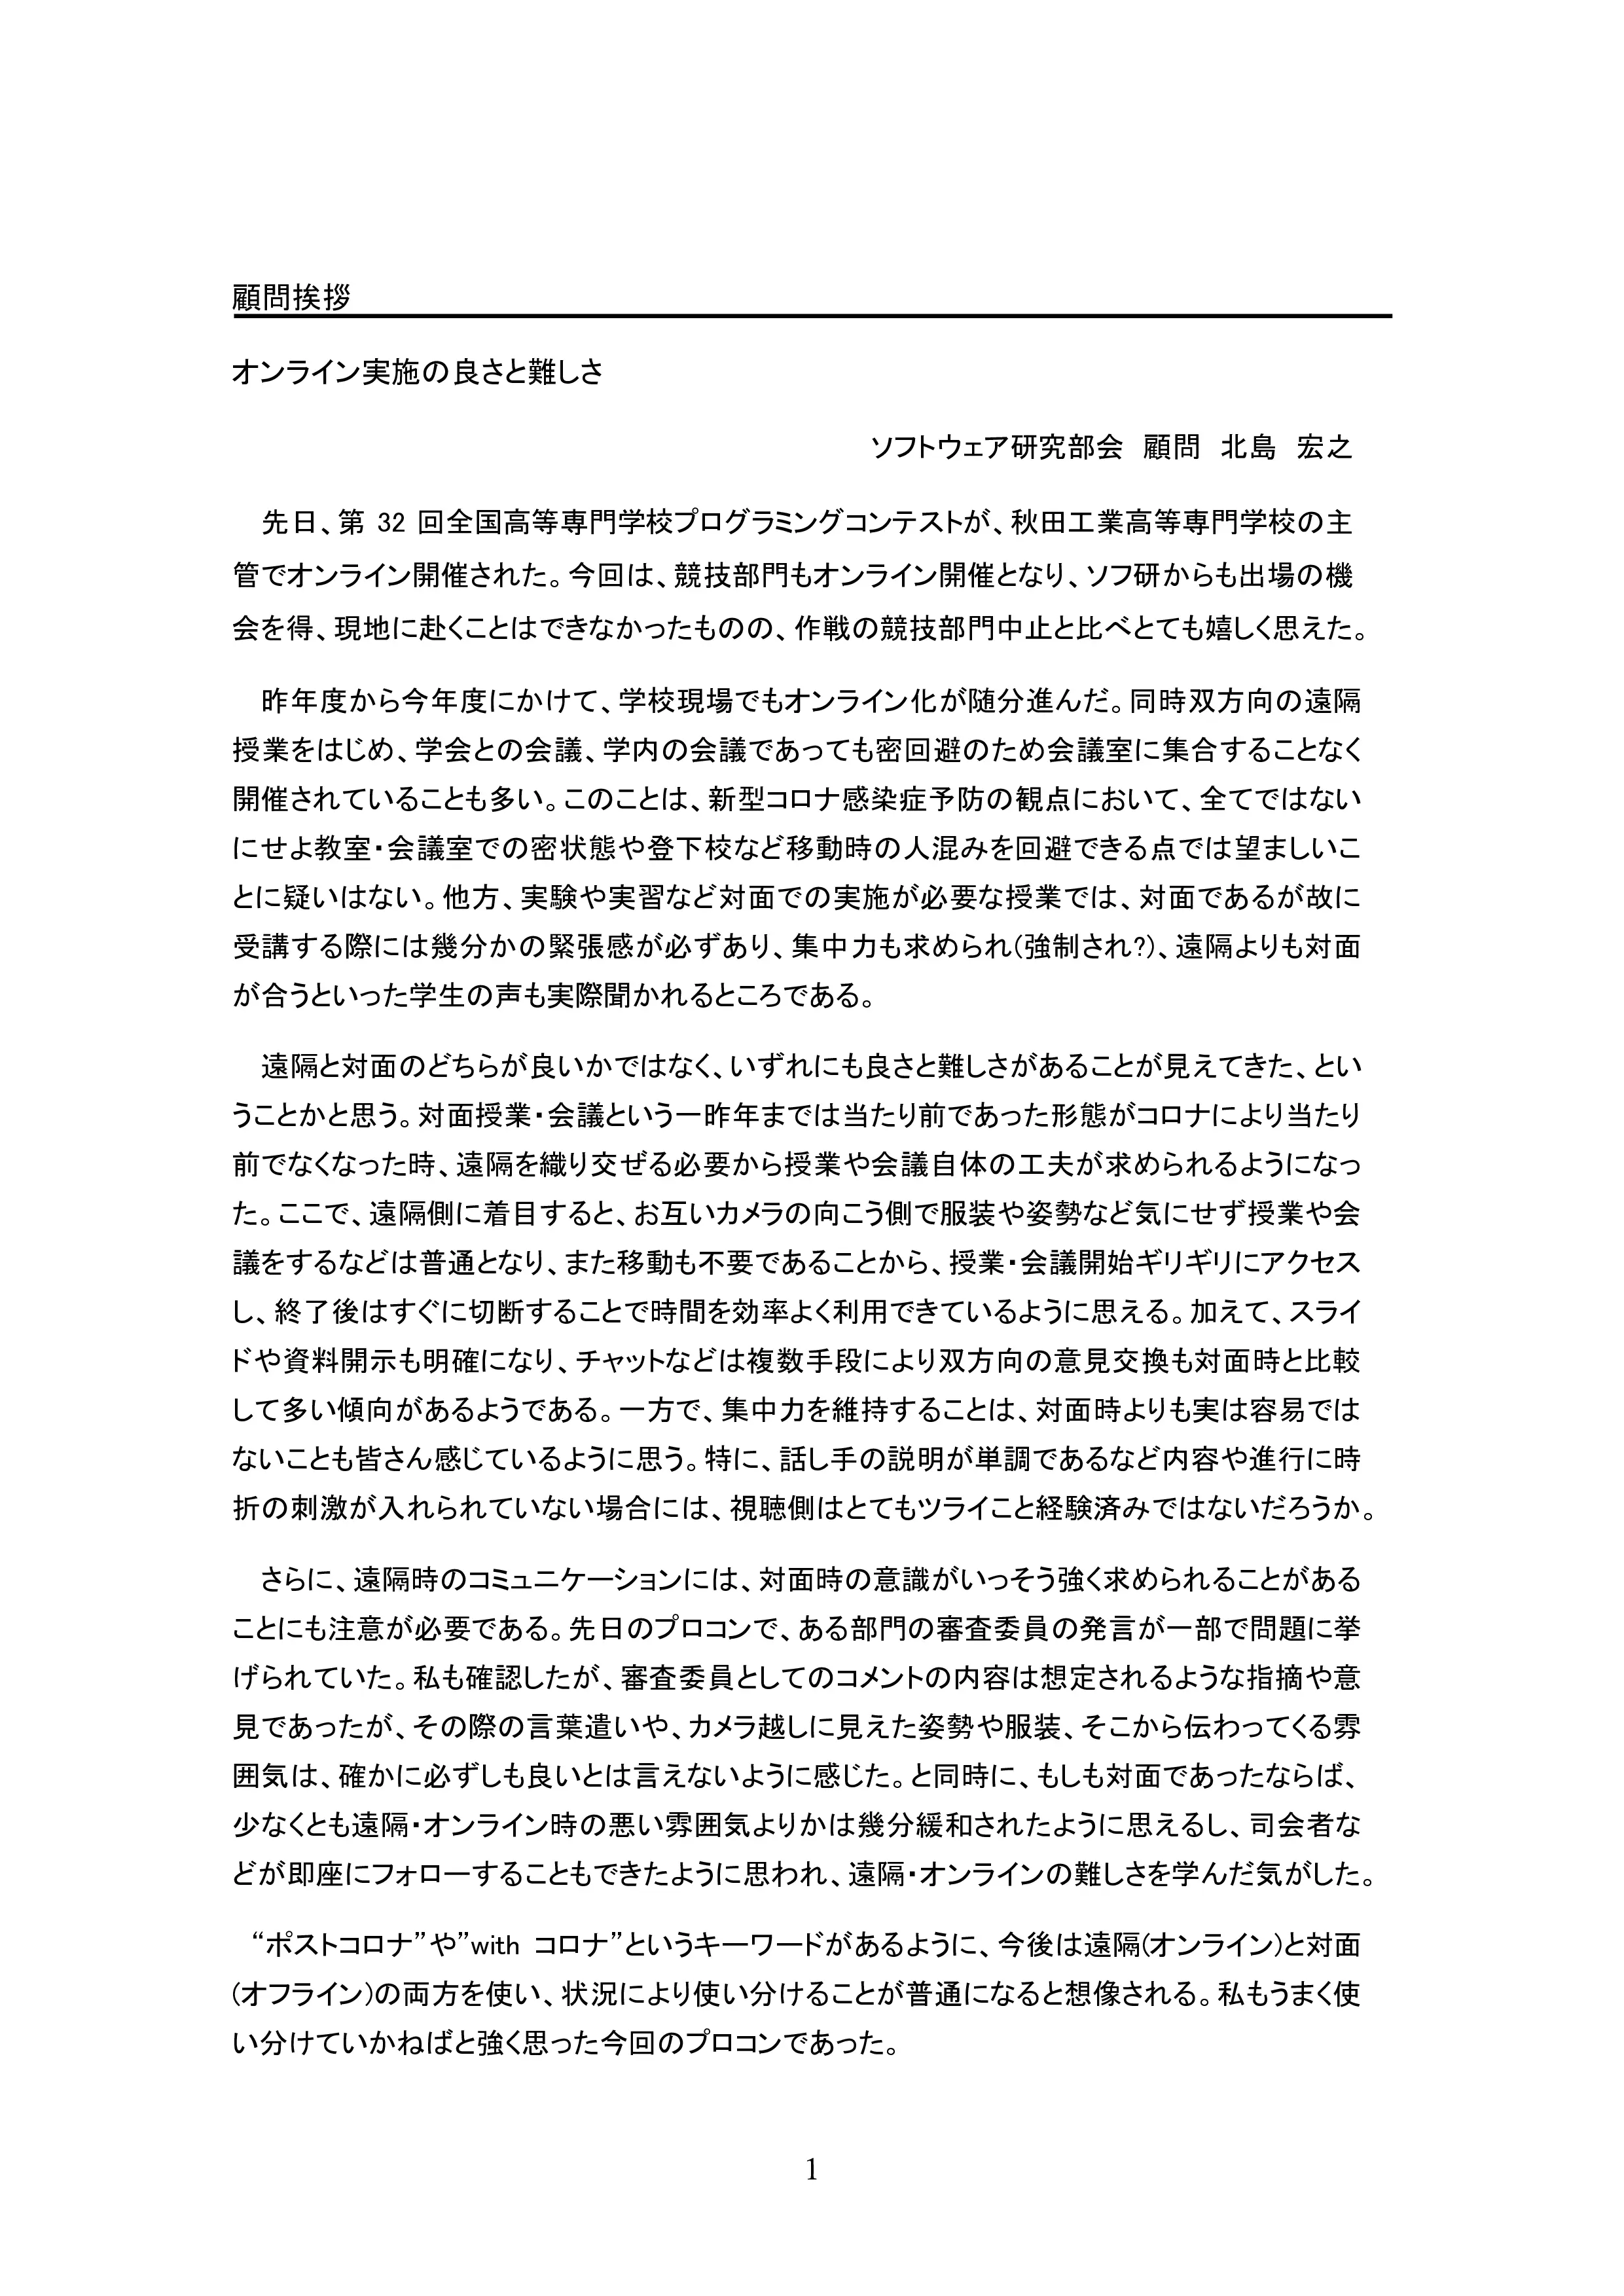 顧問挨拶
オンライン実施の良さと難しさ
ソフトウェア研究部会 顧問 北島 宏之
先日、第 32 回全国高等専門学校プログラミングコンテストが、秋田工業高等専門学校の主
管でオンライン開催された。今回は、競技部門もオンライン開催となり、ソフ研からも出場の機
会を得、現地に赴くことはできなかったものの、作戦の競技部門中止と比べとても嬉しく思えた。
昨年度から今年度にかけて、学校現場でもオンライン化が随分進んだ。同時双方向の遠隔
授業をはじめ、学会との会議、学内の会議であっても密回避のため会議室に集合することなく
開催されていることも多い。このことは、新型コロナ感染症予防の観点において、全てではない
にせよ教室・会議室での密状態や登下校など移動時の人混みを回避できる点では望ましいこ
とに疑いはない。他方、実験や実習など対面での実施が必要な授業では、対面であるが故に
受講する際には幾分かの緊張感が必ずあり、集中力も求められ(強制され?)、遠隔よりも対面
が合うといった学生の声も実際聞かれるところである。
遠隔と対面のどちらが良いかではなく、いずれにも良さと難しさがあることが見えてきた、とい
うことかと思う。対面授業・会議という一昨年までは当たり前であった形態がコロナにより当たり
前でなくなった時、遠隔を織り交ぜる必要から授業や会議自体の工夫が求められるようになっ
た。ここで、遠隔側に着目すると、お互いカメラの向こう側で服装や姿勢など気にせず授業や会
議をするなどは普通となり、また移動も不要であることから、授業・会議開始ギリギリにアクセス
し、終了後はすぐに切断することで時間を効率よく利用できているように思える。加えて、スライ
ドや資料開示も明確になり、チャットなどは複数手段により双方向の意見交換も対面時と比較
して多い傾向があるようである。一方で、集中力を維持することは、対面時よりも実は容易では
ないことも皆さん感じているように思う。特に、話し手の説明が単調であるなど内容や進行に時
折の刺激が入れられていない場合には、視聴側はとてもツライこと経験済みではないだろうか。
さらに、遠隔時のコミュニケーションには、対面時の意識がいっそう強く求められることがある
ことにも注意が必要である。先日のプロコンで、ある部門の審査委員の発言が一部で問題に挙
げられていた。私も確認したが、審査委員としてのコメントの内容は想定されるような指摘や意
見であったが、その際の言葉遣いや、カメラ越しに見えた姿勢や服装、そこから伝わってくる雰
囲気は、確かに必ずしも良いとは言えないように感じた。と同時に、もしも対面であったならば、
少なくとも遠隔・オンライン時の悪い雰囲気よりかは幾分緩和されたように思えるし、司会者な
どが即座にフォローすることもできたように思われ、遠隔・オンラインの難しさを学んだ気がした。
“ポストコロナ”や”with コロナ”というキーワードがあるように、今後は遠隔(オンライン)と対面
(オフライン)の両方を使い、状況により使い分けることが普通になると想像される。私もうまく使
い分けていかねばと強く思った今回のプロコンであった。
1